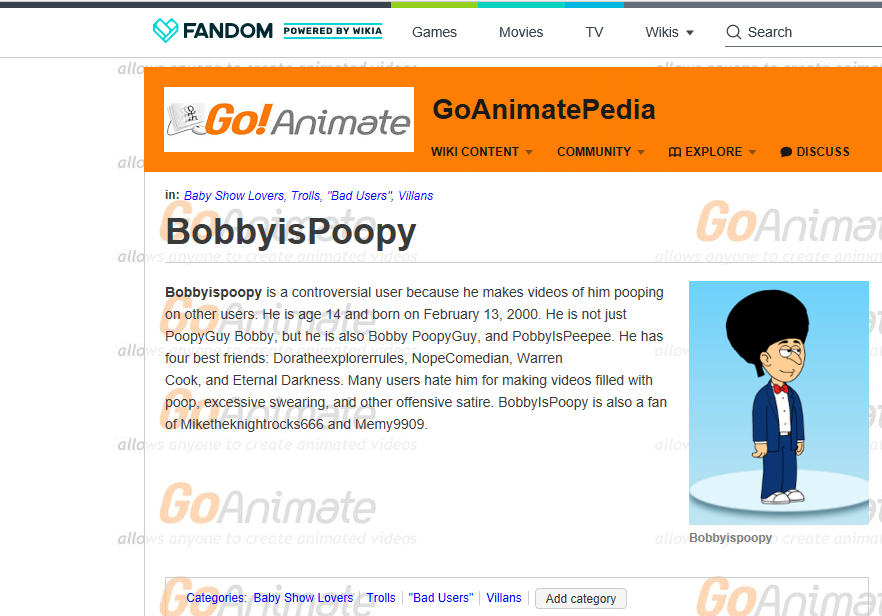 FANDOM POWERED BY WIKIA Games Movies TV Wikis Search
Go!Animate
GoAnimatePedia
WIKI CONTENT COMMUNITY EXPLORE DISCUSS
in: Baby Show Lovers, Trolls, "Bad Users", Villans
BobbyisPoopy
Bobbyispoopy is a controversial user because he makes videos of him pooping
on other users. He is age 14 and born on February 13, 2000. He is not just
PoopyGuy Bobby, but he is also Bobby PoopyGuy, and PobbyIsPeepee. He has
four best friends: Doratheexplorerrules, NopeComedian, Warren
Cook, and Eternal Darkness. Many users hate him for making videos filled with
poop, excessive swearing, and other offensive satire. BobbyIsPoopy is also a fan
of Miketheknightrocks666 and Memy9909.
Bobbyispoopy
GoAnimate
allows anyone to create animated videos
Categories: Baby Show Lovers Trolls "Bad Users" Villans Add category